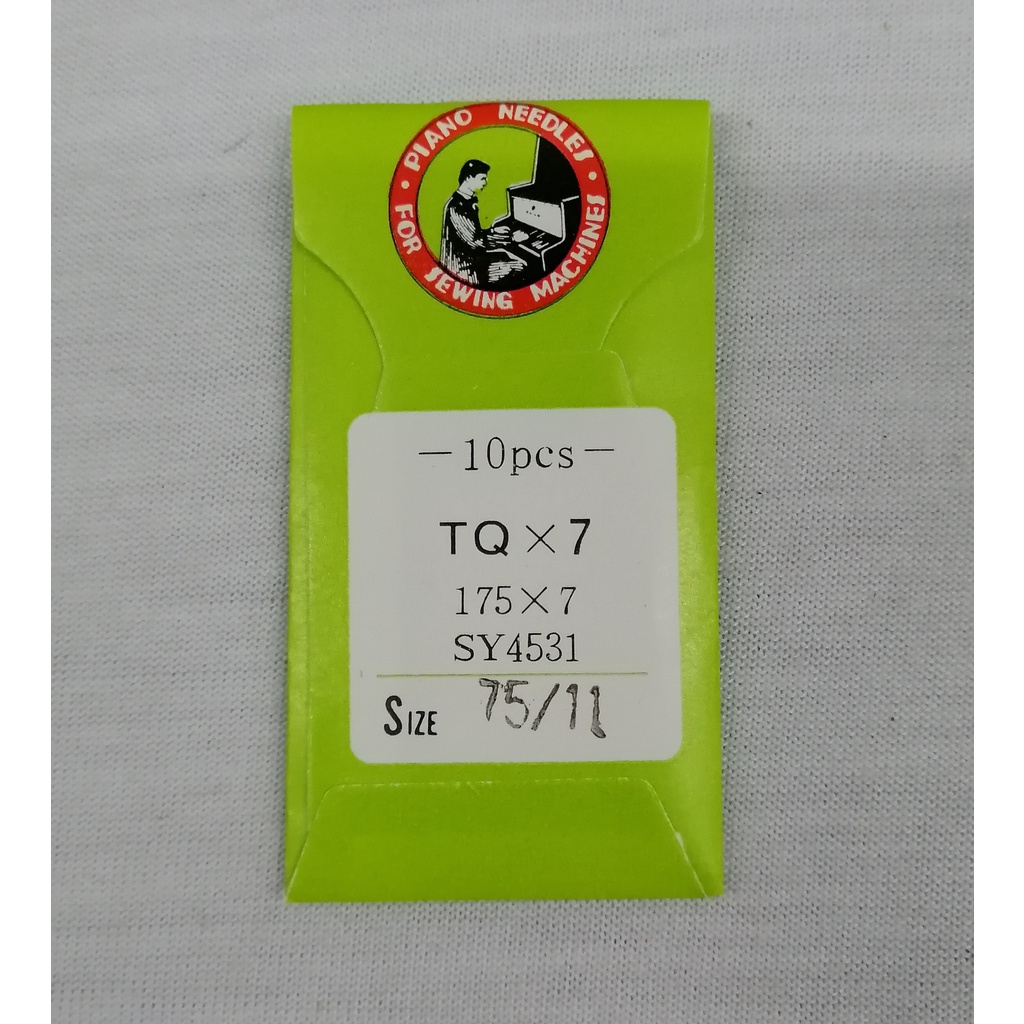 PIANO NEEDLES
FOR SEWING MACHINES
-10pcs-
TQ×7
175×7
SY4531
SIZE 75/11